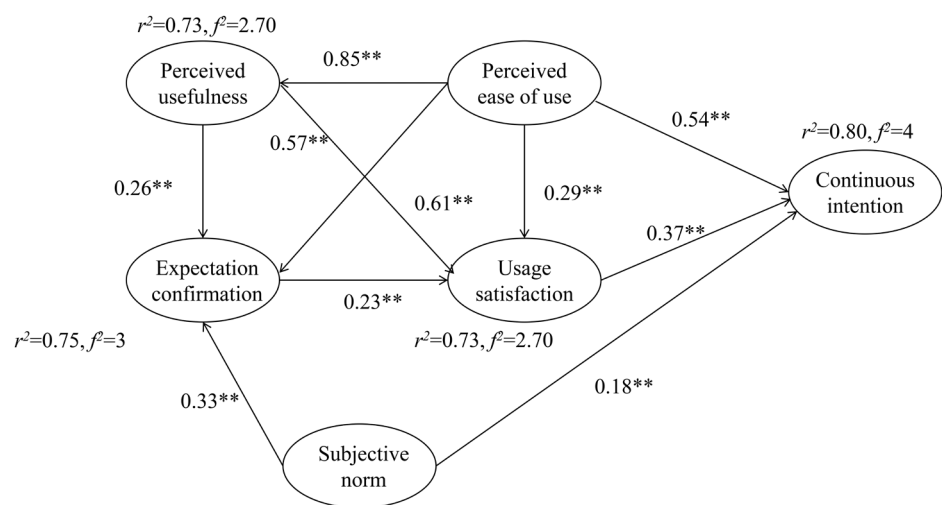 r²=0.73, f²=2.70
Perceived
usefulness
0.85**
Perceived
ease of use
0.54**
r²=0.80, f²=4
0.57**
Continuous
intention
0.26**
0.61**
0.29**
0.37**
Expectation
confirmation
0.23**
Usage
satisfaction
r²=0.75, f²=3
r²=0.73, f²=2.70
0.33**
0.18**
Subjective
norm